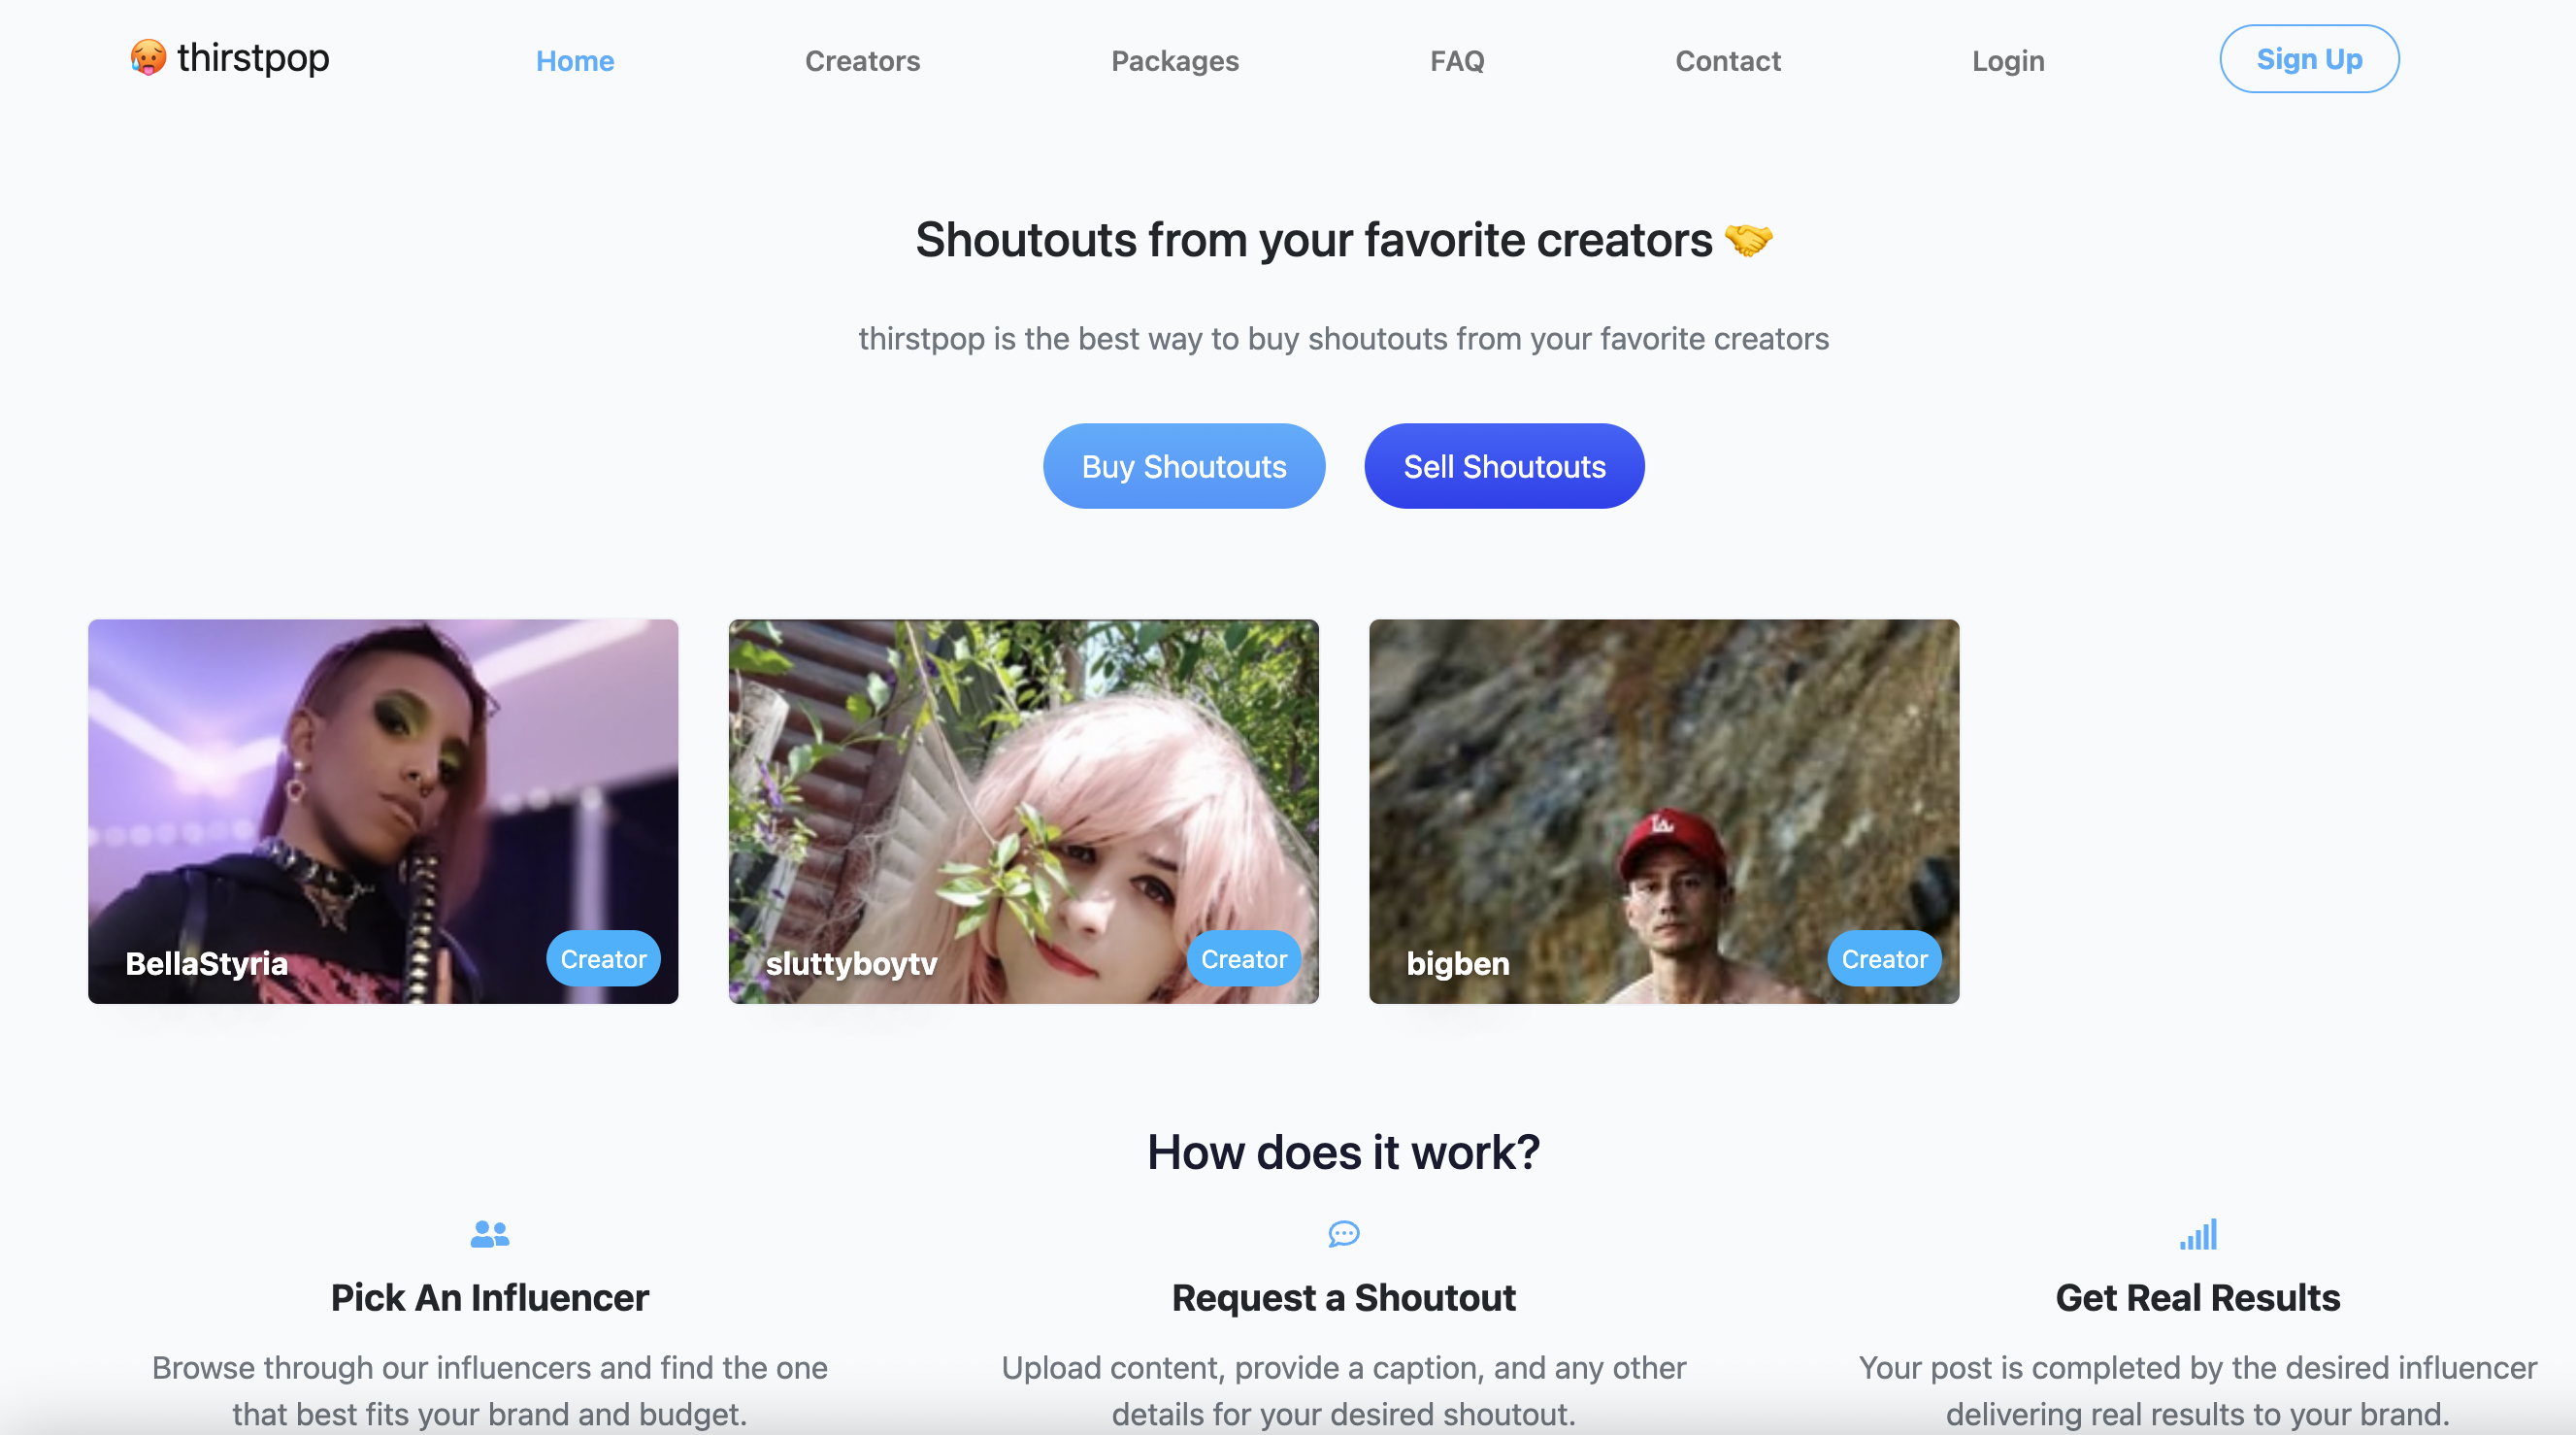 thirstpop
Home
Creators
Packages
FAQ
Contact
Login
Sign Up
Shoutouts from your favorite creators
thirstpop is the best way to buy shoutouts from your favorite creators
Buy Shoutouts
Sell Shoutouts
BellaStyria
Creator
sluttyboytv
Creator
LA
bigben
Creator
How does it work?
Pick An Influencer
Browse through our influencers and find the one
that best fits your brand and budget.
Request a Shoutout
Upload content, provide a caption, and any other
details for your desired shoutout.
Get Real Results
Your post is completed by the desired influencer
delivering real results to your brand.